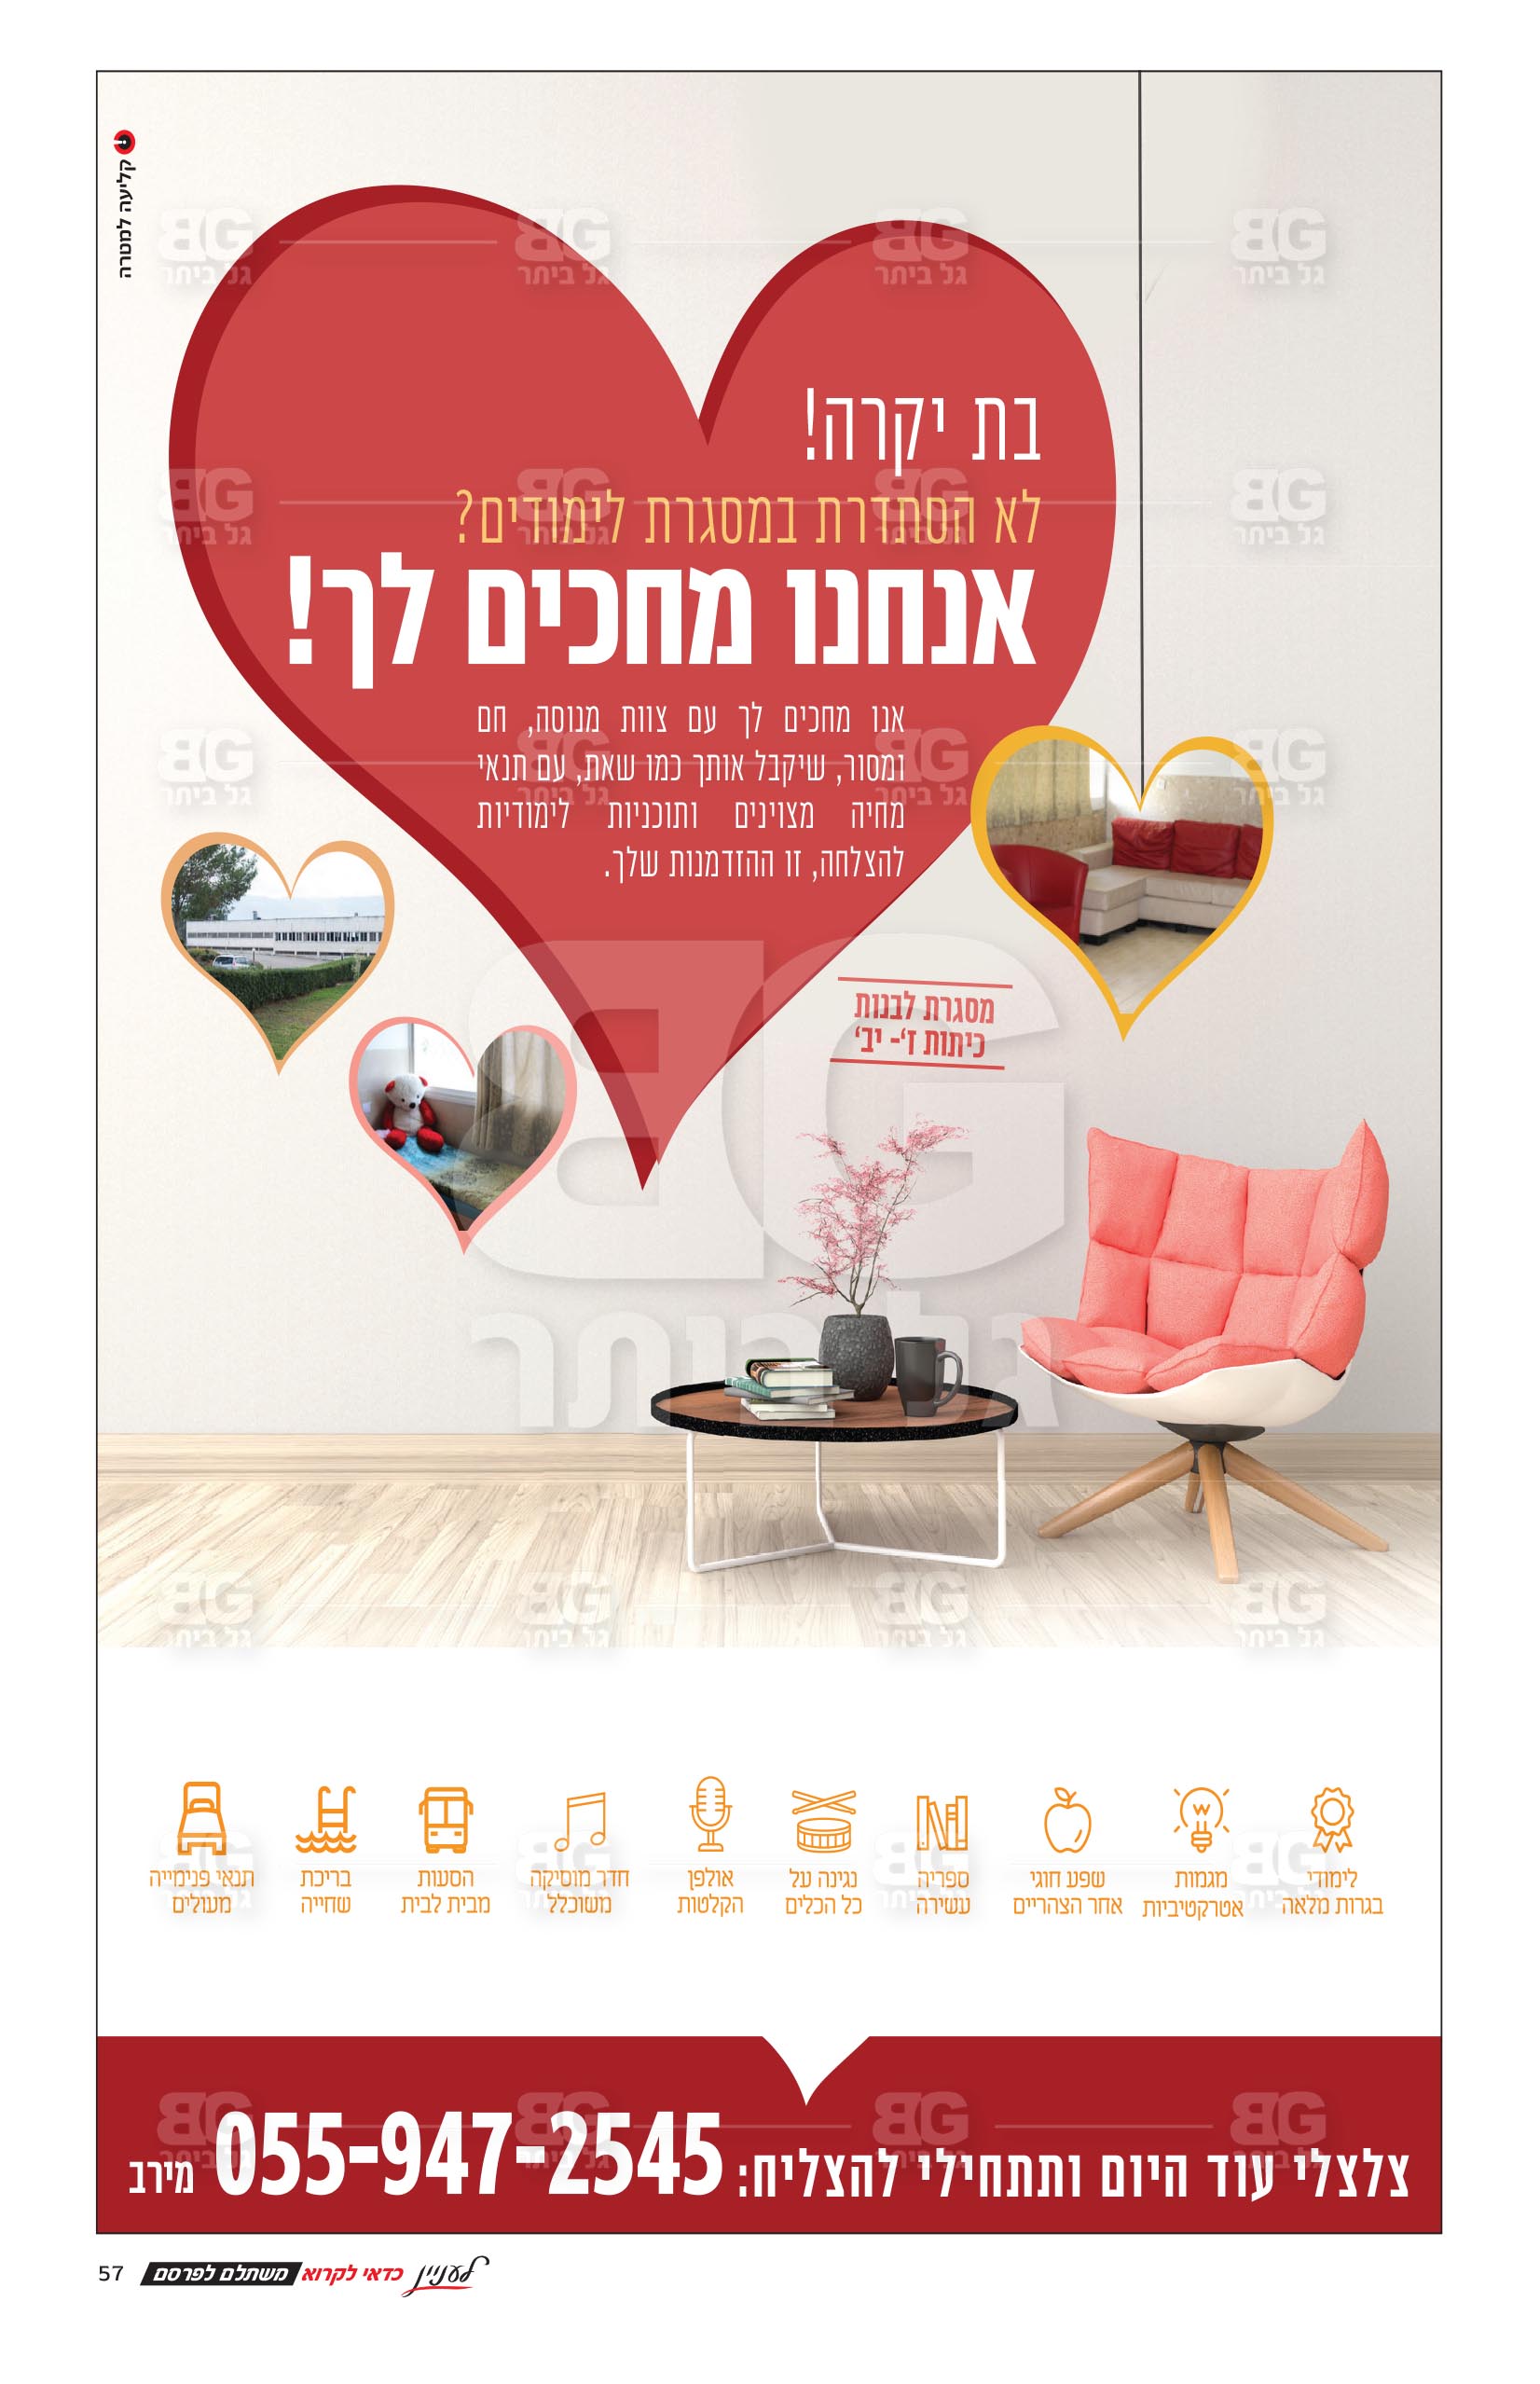 קליעה למטרה
בת יקרה!
לא הסתדרת במסגרת לימודים?
אנחנו מחכים לך!
אנו מחכים לך עם צוות מנוסה, חם
ומסור, שיקבל אותך כמו שאת, עם תנאי
מחיה מצוינים ותוכניות לימודיות
להצלחה, זו ההזדמנות שלך.
מסגרת לבנות
כיתות ז'- יב'
BG
גל ביתר
לימודי
בגרות מלאה
מגמות
אטרקטיביות
שפע חוגי
אחר הצהריים
ספריה
עשירה
נגינה על
כל הכלים
אולפן
הקלטות
חדר מוסיקה
משוכלל
הסעות
מבית לבית
בריכת
שחייה
תנאי פנימייה
מעולים
צלצלי עוד היום ותתחילי להצליח: 055-947-2545 מירב
לעניין כדאי לקרוא משתלם לפרסם 57